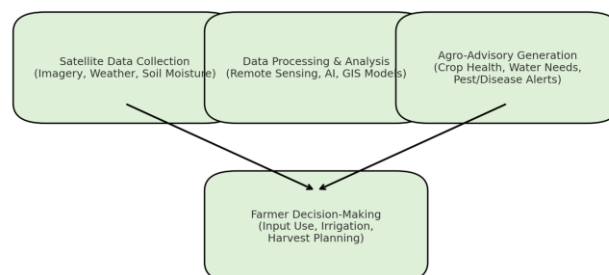 Satellite Data Collection
(Imagery, Weather, Soil Moisture)
Data Processing & Analysis
(Remote Sensing, AI, GIS Models)
Agro-Advisory Generation
(Crop Health, Water Needs,
Pest/Disease Alerts)
Farmer Decision-Making
(Input Use, Irrigation,
Harvest Planning)